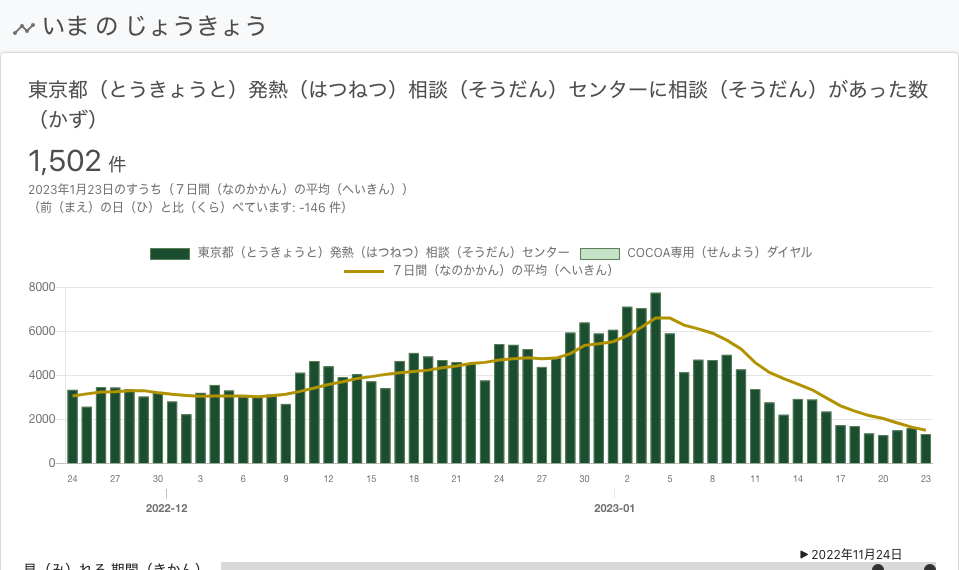 いま の じょうきょう
東京都（とうきょうと）発熱（はつねつ）相談（そうだん）センターに相談（そうだん）があった数
（かず）
1,502 件
2023年1月23日のすうち（７日間（なのかかん）の平均（へいきん））
（前（まえ）の日（ひ）と比（くら）べています: -146 件）
東京都（とうきょうと）発熱（はつねつ）相談（そうだん）センター COCOA専用（せんよう）ダイヤル
７日間（なのかかん）の平均（へいきん）
8000
6000
4000
2000
0
24 27 30 3 6 9 12 15 18 21 24 27 30 2 5 8 11 14 17 20 23
2022-12 2023-01
▶ 2022年11月24日
見（み）れる 期間（きかん）